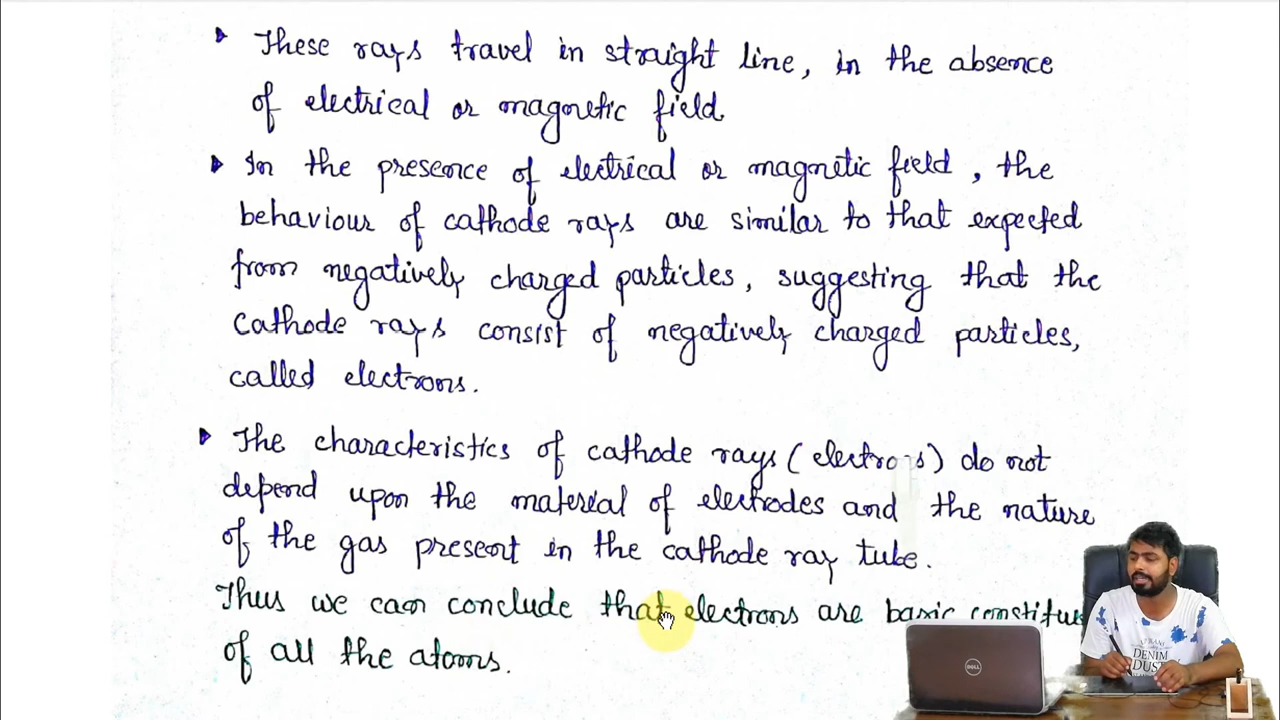 These rays travel in straight line, in the absence
of electrical or magnetic field.
In the presence of electrical or magnetic field, the
behaviour of cathode rays are similar to that expected
from negatively charged particles, suggesting that the
cathode rays consist of negatively charged particles,
called electrons.
The characteristics of cathode rays (electrons) do not
depend upon the material of electrodes and the nature
of the gas present in the cathode ray tube.
Thus we can conclude that electrons are basic constitue
of all the atoms.
DENIM
DUST
DELL